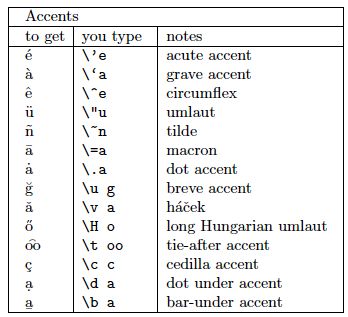 Accents
to get you type notes
é \'e acute accent
à \`a grave accent
ê \^e circumflex
ü \"u umlaut
ñ \~n tilde
ā \=a macron
ȧ \.a dot accent
ğ \u g breve accent
ǎ \v a háček
ő \H o long Hungarian umlaut
o͡o \t oo tie-after accent
ç \c c cedilla accent
ạ \d a dot under accent
a̱ \b a bar-under accent